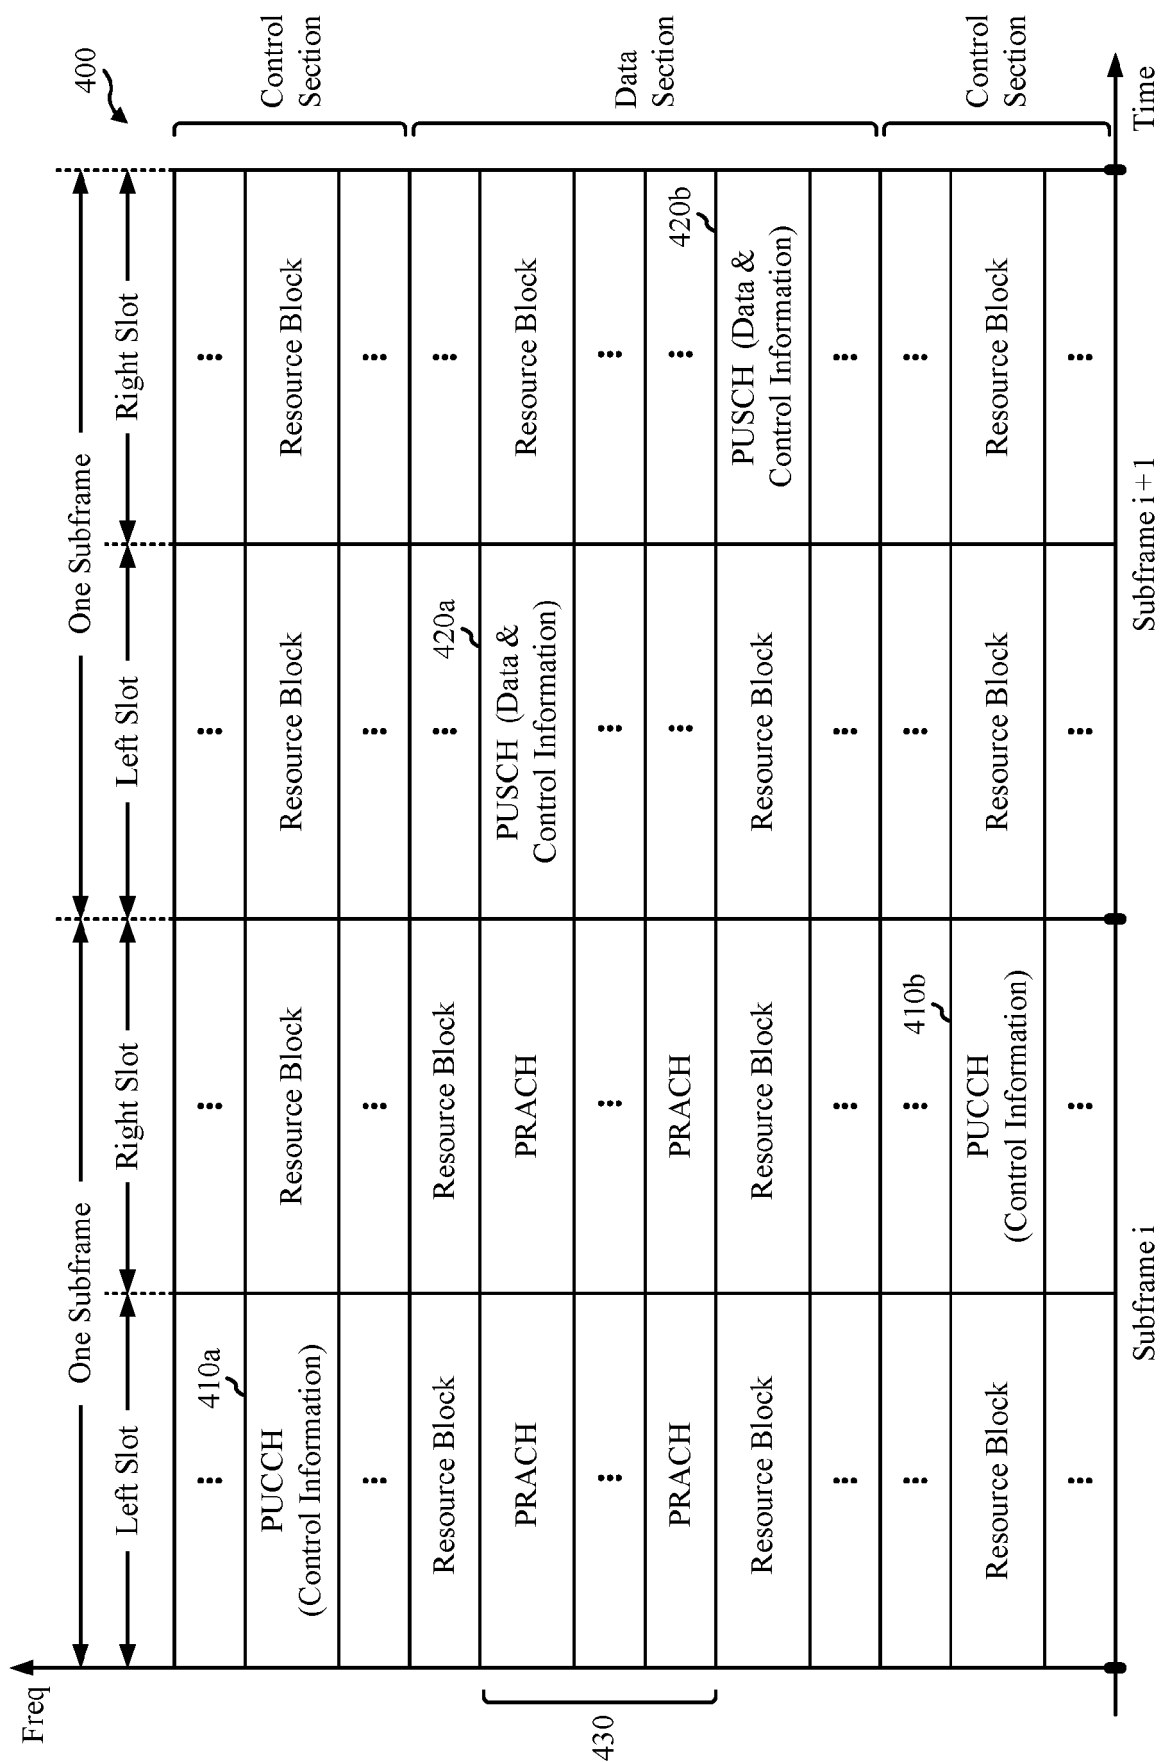 400
Freq
One Subframe
One Subframe
Left Slot
Right Slot
Left Slot
Right Slot
...
410a
...
...
...
PUCCH
(Control Information)
Resource Block
Resource Block
Resource Block
...
...
...
...
Control
Section
Resource Block
Resource Block
...
420a
...
PRACH
PRACH
PUSCH (Data &
Control Information)
Resource Block
...
...
...
...
430
PRACH
PRACH
...
...
420b
Resource Block
Resource Block
Resource Block
PUSCH (Data &
Control Information)
...
...
...
...
Data
Section
...
...
410b
...
...
Resource Block
PUCCH
(Control Information)
Resource Block
Resource Block
...
...
...
...
Control
Section
Subframe i
Subframe i+1
Time